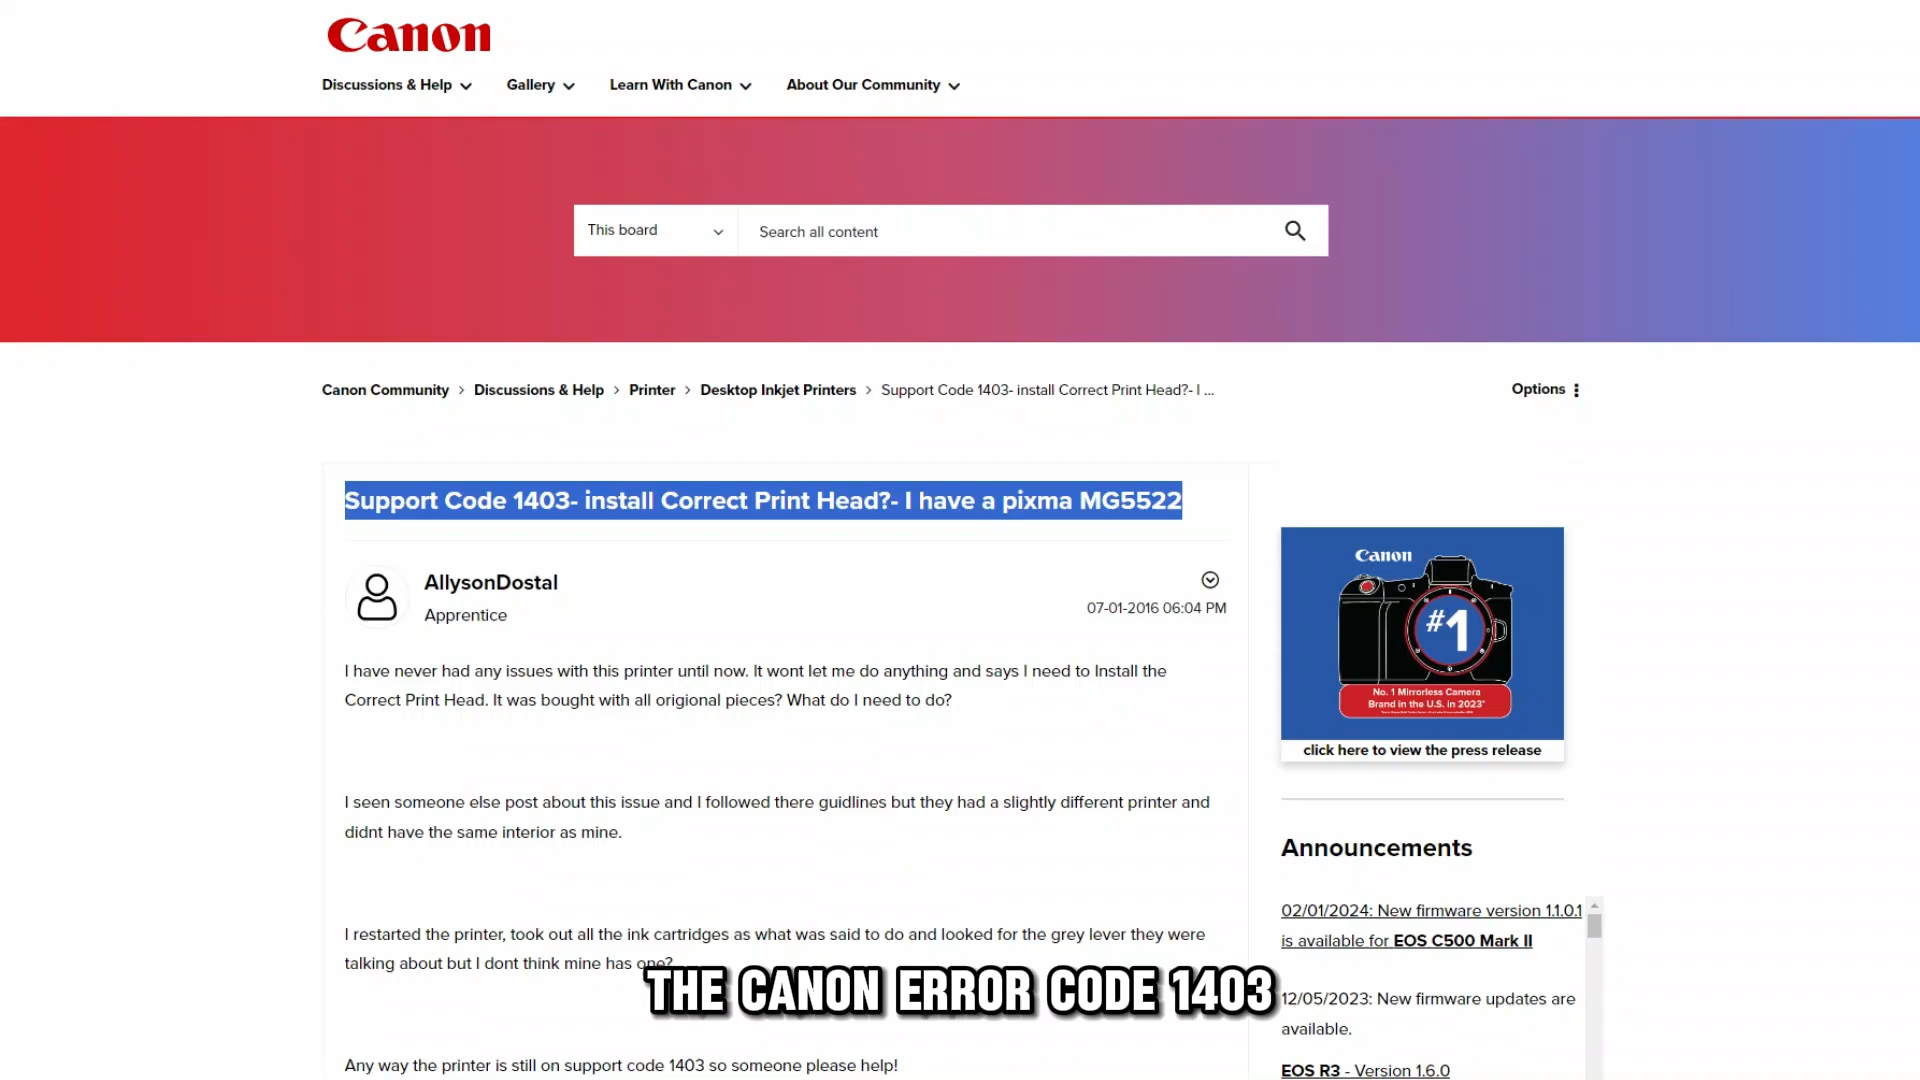 Canon
Discussions & Help
Gallery
Learn With Canon
About Our Community
This board
Search all content
Canon Community > Discussions & Help > Printer > Desktop Inkjet Printers > Support Code 1403- install Correct Print Head?- I ...
Options
Support Code 1403- install Correct Print Head?- I have a pixma MG5522
AllysonDostal
Apprentice
07-01-2016 06:04 PM
I have never had any issues with this printer until now. It wont let me do anything and says I need to Install the
Correct Print Head. It was bought with all origional pieces? What do I need to do?
I seen someone else post about this issue and I followed there guidlines but they had a slightly different printer and
didnt have the same interior as mine.
I restarted the printer, took out all the ink cartridges as what was said to do and looked for the grey lever they were
talking about but I dont think mine has one?
THE CANON ERROR CODE 1403
Any way the printer is still on support code 1403 so someone please help!
Canon
#1
No. 1 Mirrorless Camera
Brand in the U.S. in 2023*
click here to view the press release
Announcements
02/01/2024: New firmware version 1.1.0.1
is available for EOS C500 Mark II
12/05/2023: New firmware updates are
available.
EOS R3 - Version 1.6.0